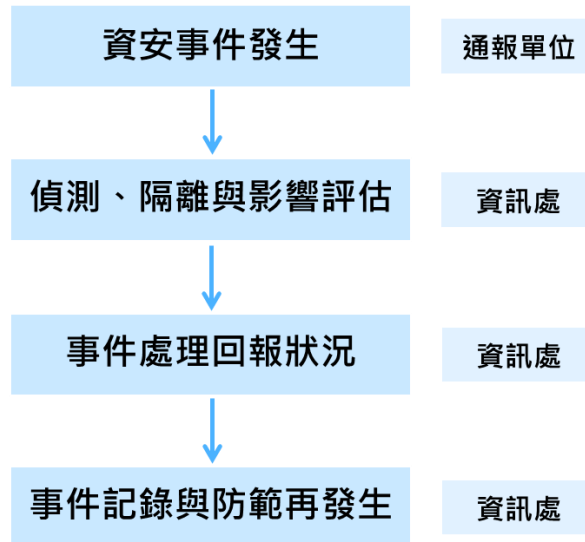 資安事件發生
通報單位
偵測、隔離與影響評估
資訊處
事件處理回報狀況
資訊處
事件記錄與防範再發生
資訊處